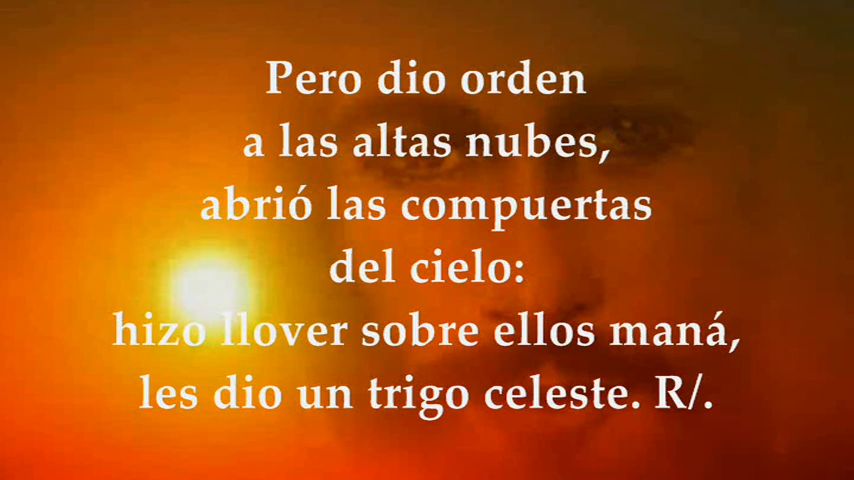 Pero dio orden
a las altas nubes,
abrió las compuertas
del cielo:
hizo llover sobre ellos maná,
les dio un trigo celeste. R/.